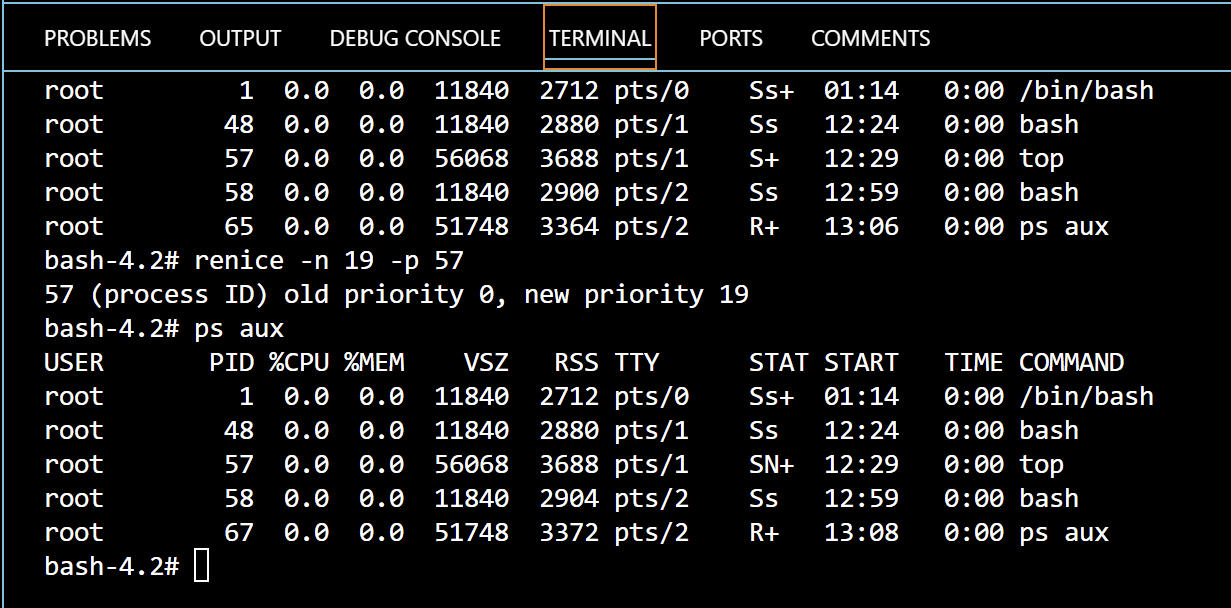 PROBLEMS OUTPUT DEBUG CONSOLE TERMINAL PORTS COMMENTS
root 1 0.0 0.0 11840 2712 pts/0 Ss+ 01:14 0:00 /bin/bash
root 48 0.0 0.0 11840 2880 pts/1 Ss 12:24 0:00 bash
root 57 0.0 0.0 56068 3688 pts/1 S+ 12:29 0:00 top
root 58 0.0 0.0 11840 2900 pts/2 Ss 12:59 0:00 bash
root 65 0.0 0.0 51748 3364 pts/2 R+ 13:06 0:00 ps aux
bash-4.2# renice -n 19 -p 57
57 (process ID) old priority 0, new priority 19
bash-4.2# ps aux
USER PID %CPU %MEM VSZ RSS TTY STAT START TIME COMMAND
root 1 0.0 0.0 11840 2712 pts/0 Ss+ 01:14 0:00 /bin/bash
root 48 0.0 0.0 11840 2880 pts/1 Ss 12:24 0:00 bash
root 57 0.0 0.0 56068 3688 pts/1 SN+ 12:29 0:00 top
root 58 0.0 0.0 11840 2904 pts/2 Ss 12:59 0:00 bash
root 67 0.0 0.0 51748 3372 pts/2 R+ 13:08 0:00 ps aux
bash-4.2#